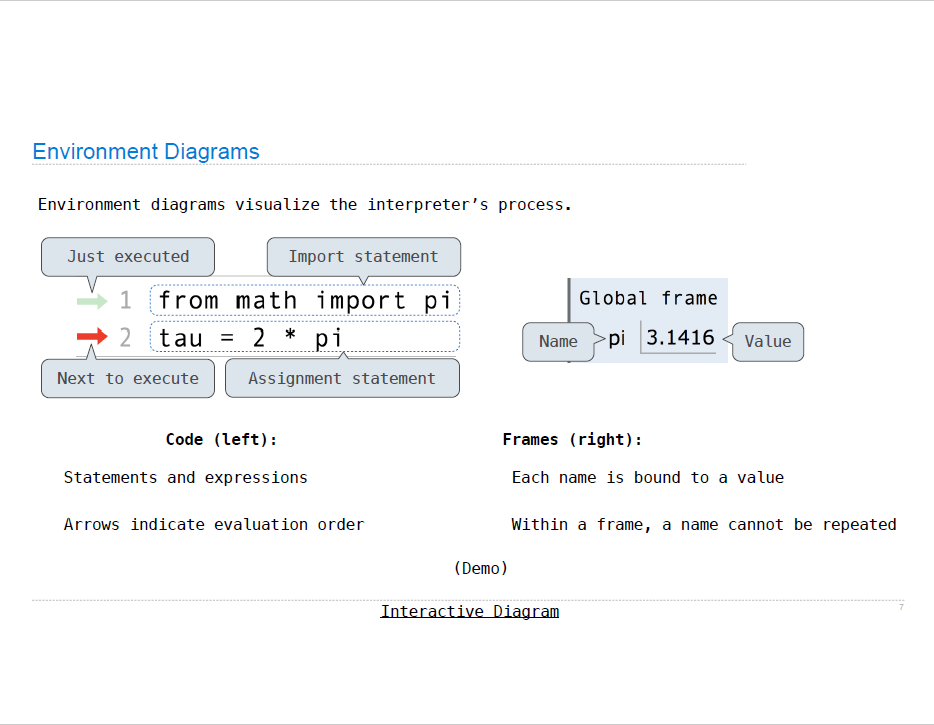 Environment Diagrams
Environment diagrams visualize the interpreter’s process.
Just executed
Import statement
1 from math import pi
2 tau = 2 * pi
Next to execute
Assignment statement
Global frame
Name
pi 3.1416
Value
Code (left):
Statements and expressions
Arrows indicate evaluation order
Frames (right):
Each name is bound to a value
Within a frame, a name cannot be repeated
(Demo)
Interactive Diagram
7